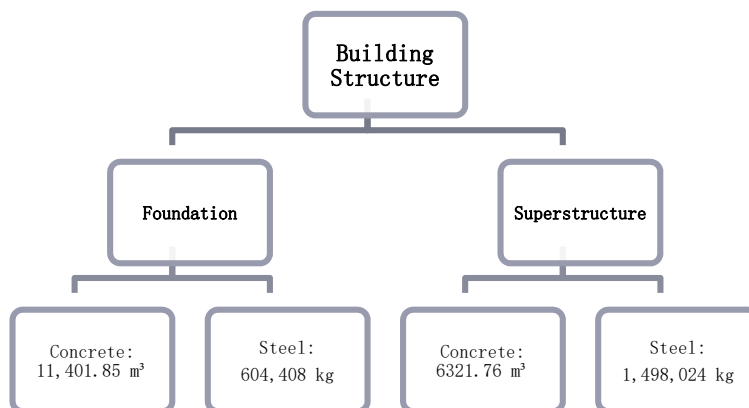 Building
Structure
Foundation
Superstructure
Concrete:
11,401.85 m³
Steel:
604,408 kg
Concrete:
6321.76 m³
Steel:
1,498,024 kg